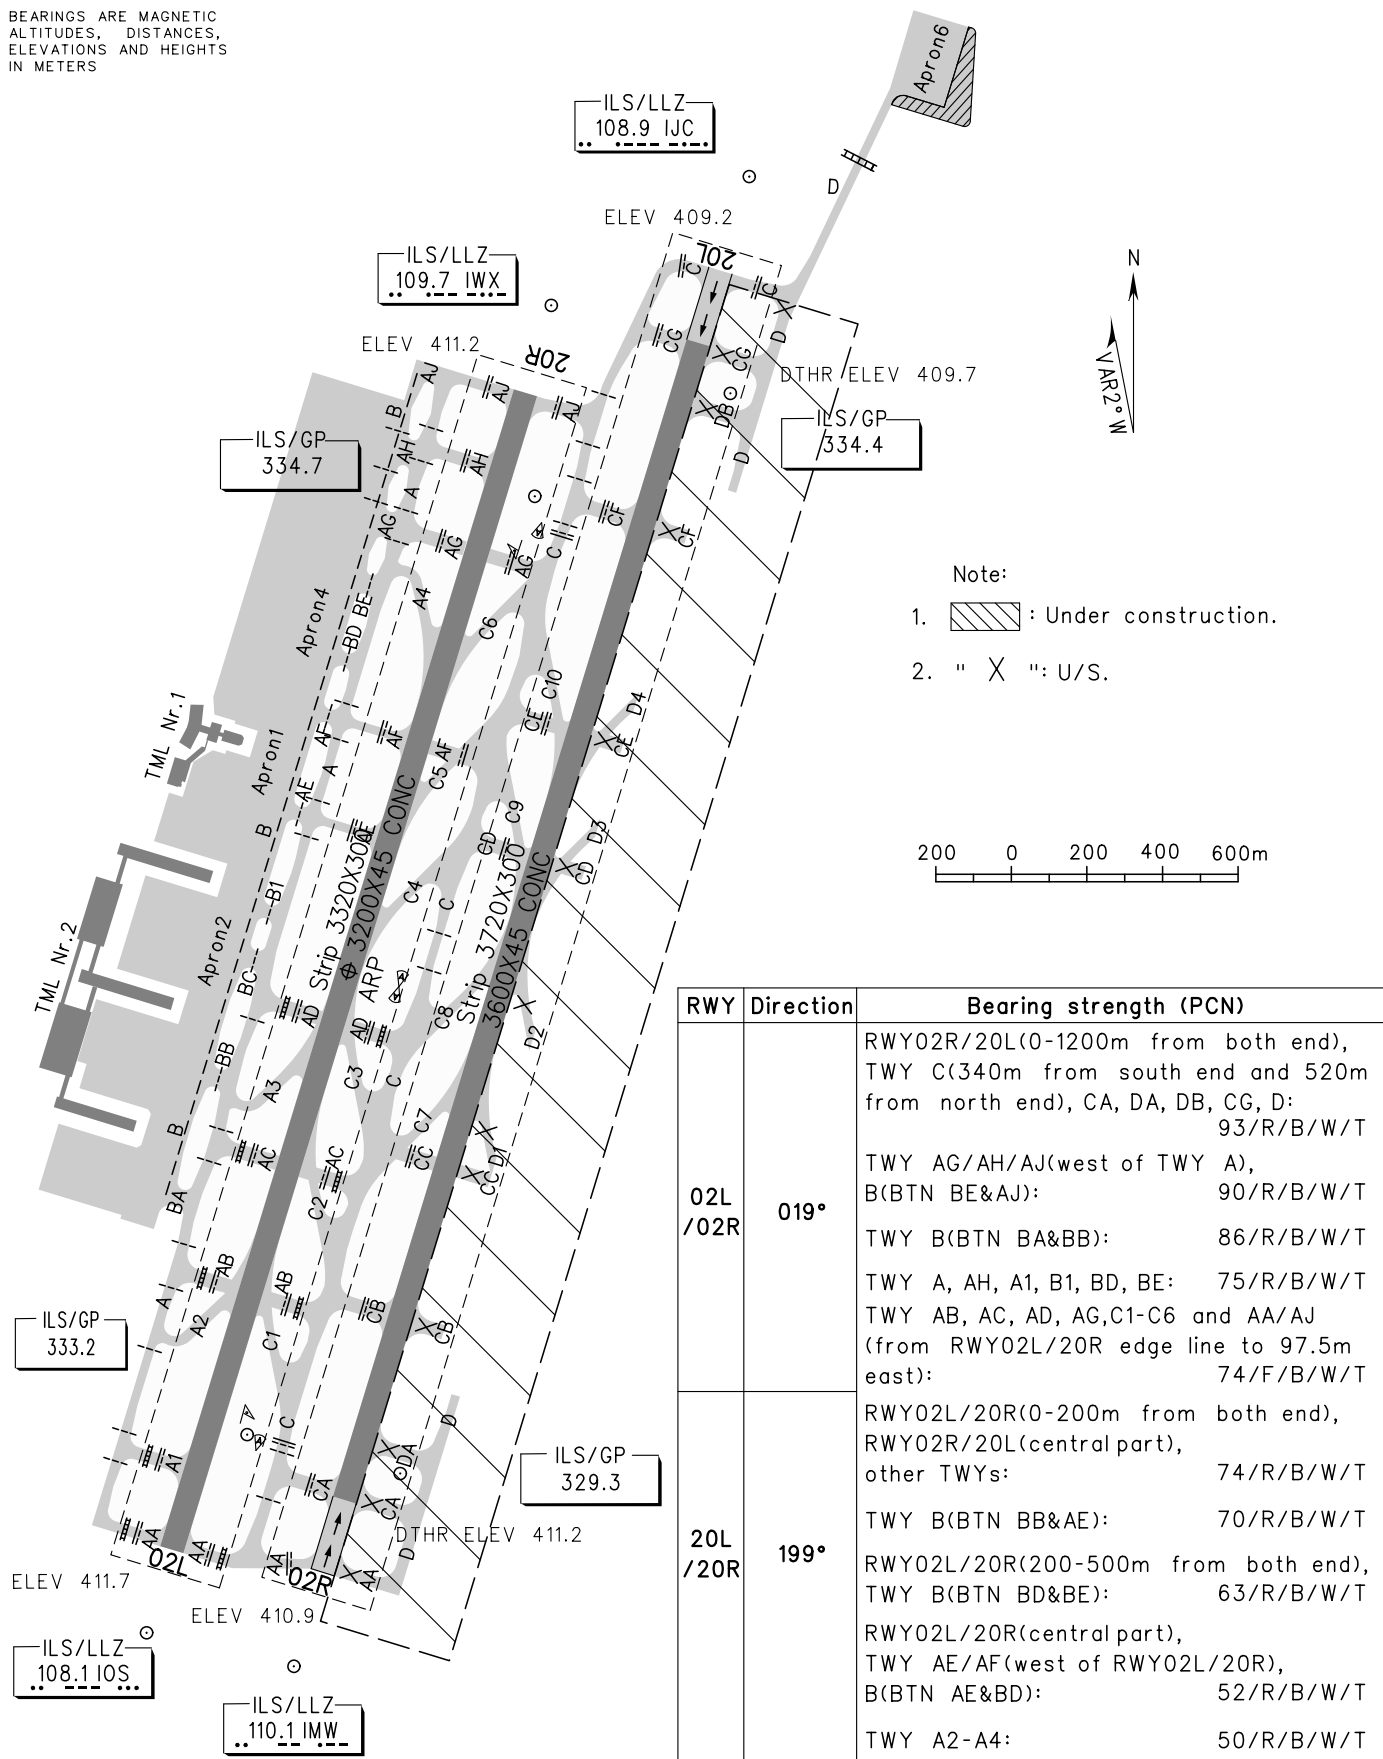 BEARINGS ARE MAGNETIC
ALTITUDES, DISTANCES,
ELEVATIONS AND HEIGHTS
IN METERS
Apron6
ILS/LLZ
108.9 IJC
D
ELEV 409.2
20L
C
C
ILS/LLZ
109.7 IWX
N
VAR2°W
ELEV 411.2
20R
CG
X
D
X
CG
DTHR ELEV 409.7
AJ
AJ
AJ
B
X
DB
D
ILS/GP
334.4
ILS/GP
334.7
AH
AH
A
AG
AG
AG
C
CF
X
CF
Note:
1. : Under construction.
2. " X ": U/S.
Apron4
BE
BD
A4
C6
C10
CE
X
CE
D4
TML Nr.1
Apron1
AF
AF
AF
A
AE
AE
C5
C9
CD
X
CD
D3
B
B1
Strip 3320X300
3200X45 CONC
Strip 3720X300
3600X45 CONC
200 0 200 400 600m
TML Nr.2
Apron2
BC
C4
C
ARP
AD
AD
C8
X
D2
BB
A3
C3
C
C7
X
D1
B
BA
AC
AC
C2
CC
X
CC
AB
AB
A
A2
C1
CB
X
CB
ILS/GP
333.2
C
D
A1
CA
X
DA
X
CA
ILS/GP
329.3
DTHR ELEV 411.2
D
AA
AA
AA
X
AA
02L
02R
ELEV 411.7
ELEV 410.9
ILS/LLZ
108.1 IOS
ILS/LLZ
110.1 IMW
RWY Direction Bearing strength (PCN)
02L
/02R
019°
RWY02R/20L(0-1200m from both end),
TWY C(340m from south end and 520m
from north end), CA, DA, DB, CG, D:
93/R/B/W/T
TWY AG/AH/AJ(west of TWY A),
B(BTN BE&AJ): 90/R/B/W/T
TWY B(BTN BA&BB): 86/R/B/W/T
TWY A, AH, A1, B1, BD, BE: 75/R/B/W/T
TWY AB, AC, AD, AG,C1-C6 and AA/AJ
(from RWY02L/20R edge line to 97.5m
east): 74/F/B/W/T
20L
/20R
199°
RWY02L/20R(0-200m from both end),
RWY02R/20L(central part),
other TWYs: 74/R/B/W/T
TWY B(BTN BB&AE): 70/R/B/W/T
RWY02L/20R(200-500m from both end),
TWY B(BTN BD&BE): 63/R/B/W/T
RWY02L/20R(central part),
TWY AE/AF(west of RWY02L/20R),
B(BTN AE&BD): 52/R/B/W/T
TWY A2-A4: 50/R/B/W/T